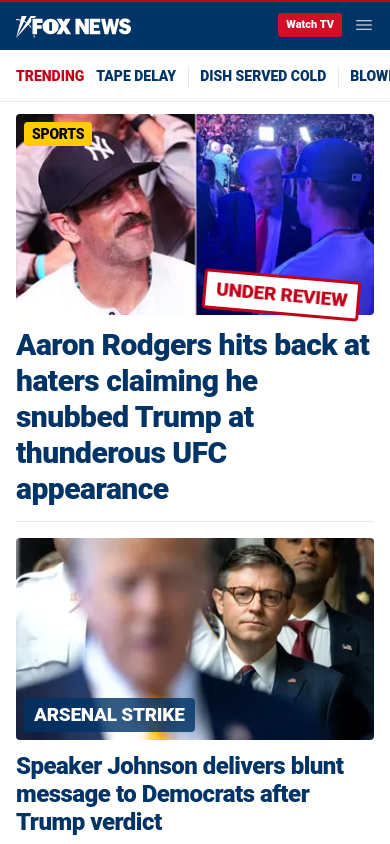 FOX NEWS
Watch TV
TRENDING TAPE DELAY DISH SERVED COLD
SPORTS
UNDER REVIEW
Aaron Rodgers hits back at
haters claiming he
snubbed Trump at
thunderous UFC
appearance
ARSENAL STRIKE
Speaker Johnson delivers blunt
message to Democrats after
Trump verdict